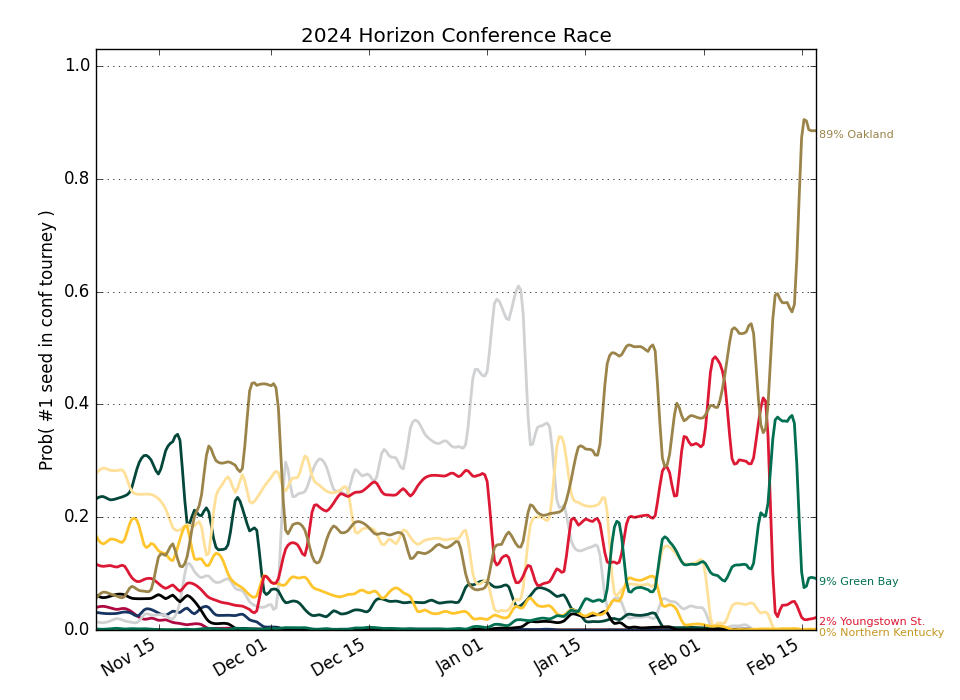 2024 Horizon Conference Race
Prob( #1 seed in conf tourney )
1.0
0.8
0.6
0.4
0.2
0.0
Nov 15
Dec 01
Dec 15
Jan 01
Jan 15
Feb 01
Feb 15
89% Oakland
9% Green Bay
2% Youngstown St.
0% Northern Kentucky